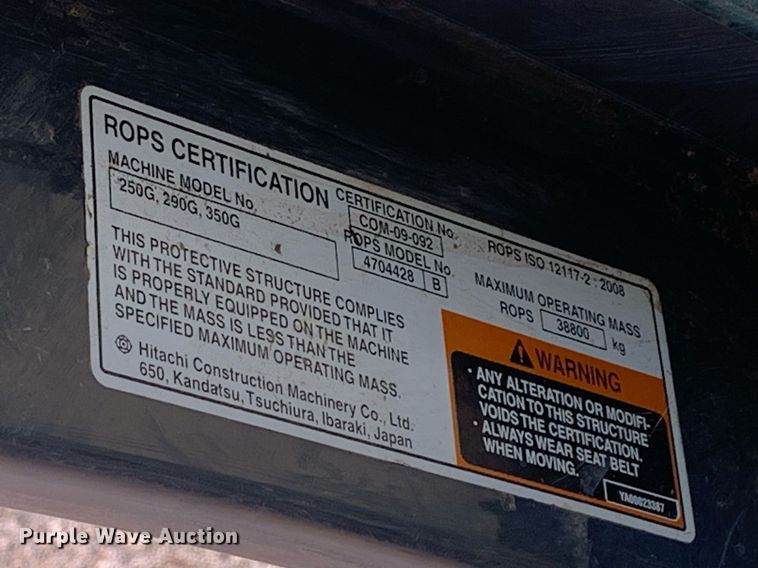 ROPS CERTIFICATION
MACHINE MODEL No.
250G, 290G, 350G
CERTIFICATION No.
COM-09-092
ROPS MODEL No.
4704428 B
ROPS ISO 12117-2 : 2008
MAXIMUM OPERATING MASS
ROPS 38800 kg
THIS PROTECTIVE STRUCTURE COMPLIES
WITH THE STANDARD PROVIDED THAT IT
IS PROPERLY EQUIPPED ON THE MACHINE
AND THE MASS IS LESS THAN THE
SPECIFIED MAXIMUM OPERATING MASS.
Hitachi Construction Machinery Co., Ltd.
650, Kandatsu, Tsuchiura, Ibaraki, Japan
WARNING
• ANY ALTERATION OR MODIFI-
CATION TO THIS STRUCTURE
VOIDS THE CERTIFICATION.
• ALWAYS WEAR SEAT BELT
WHEN MOVING.
YA00023387
Purple Wave Auction